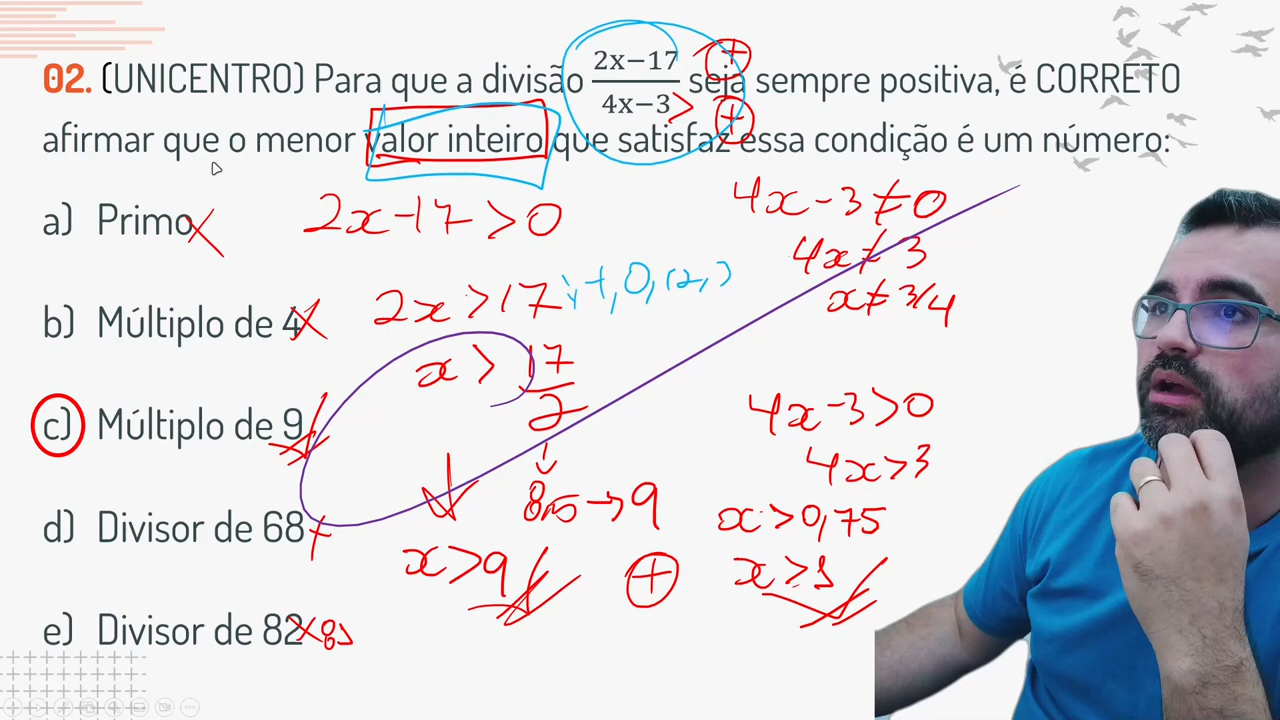 02. (UNICENTRO) Para que a divisão 2x−17 / 4x−3 seja sempre positiva, é CORRETO
afirmar que o menor valor inteiro que satisfaz essa condição é um número:
> +
> +
a) Primo
2x-17 > 0
b) Múltiplo de 4
2x > 17
x > 17/2
c) Múltiplo de 9
8,5 → 9
x > 9
+
d) Divisor de 68
e) Divisor de 82
81
4x - 3 ≠ 0
4x ≠ 3
x ≠ 3/4
4x - 3 > 0
4x > 3
x > 0,75
x ≥ 1